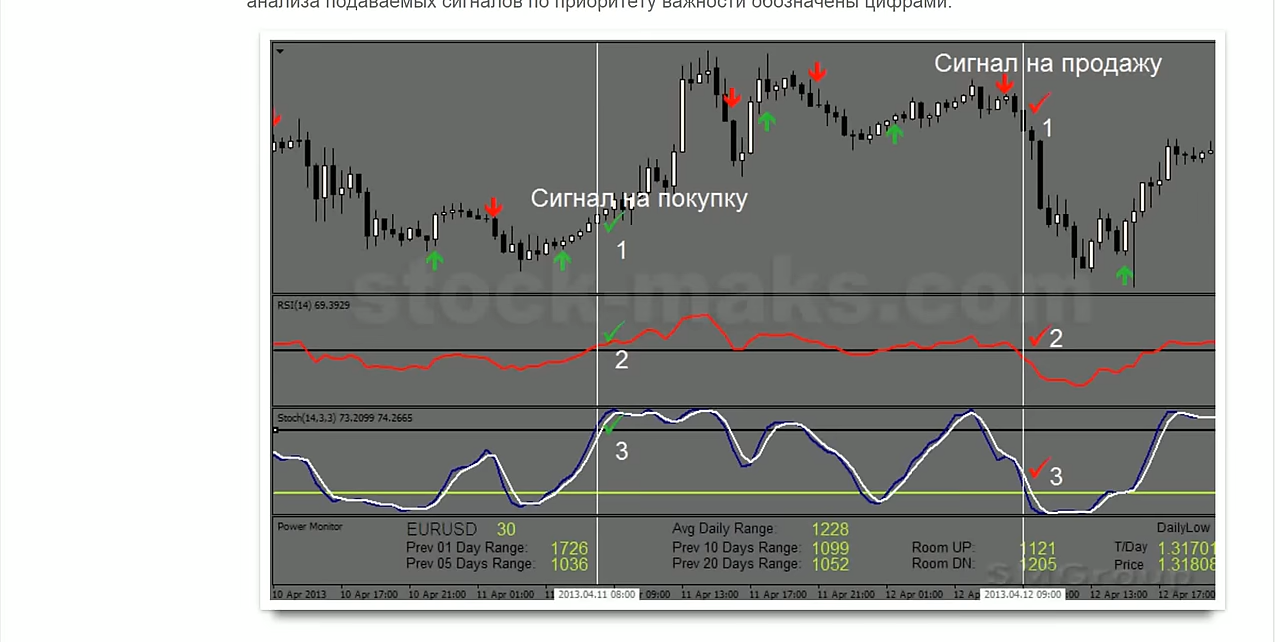 анализа подаваемых сигналов по приоритету важности обозначены цифрами.
Сигнал на продажу
1
Сигнал на покупку
1
stock-maks.com
RSI(14) 69.3929
2
2
Stoch(14,3,3) 73.2099 74.2665
3
3
Power Monitor
EURUSD 30
Avg Daily Range: 1228
DailyLow
Prev 01 Day Range: 1726
Prev 10 Days Range: 1099
Room UP: 1121
T/Day 1.31701
Prev 05 Days Range: 1036
Prev 20 Days Range: 1052
Room DN: 1205
Price 1.31808
10 Apr 2013 10 Apr 17:00 10 Apr 21:00 11 Apr 01:00 11 2013.04.11 08:00 r 09:00 11 Apr 13:00 11 Apr 17:00 11 Apr 21:00 12 Apr 01:00 12 Ap 2013.04.12 09:00 :00 12 Apr 13:00 12 Apr 17:00